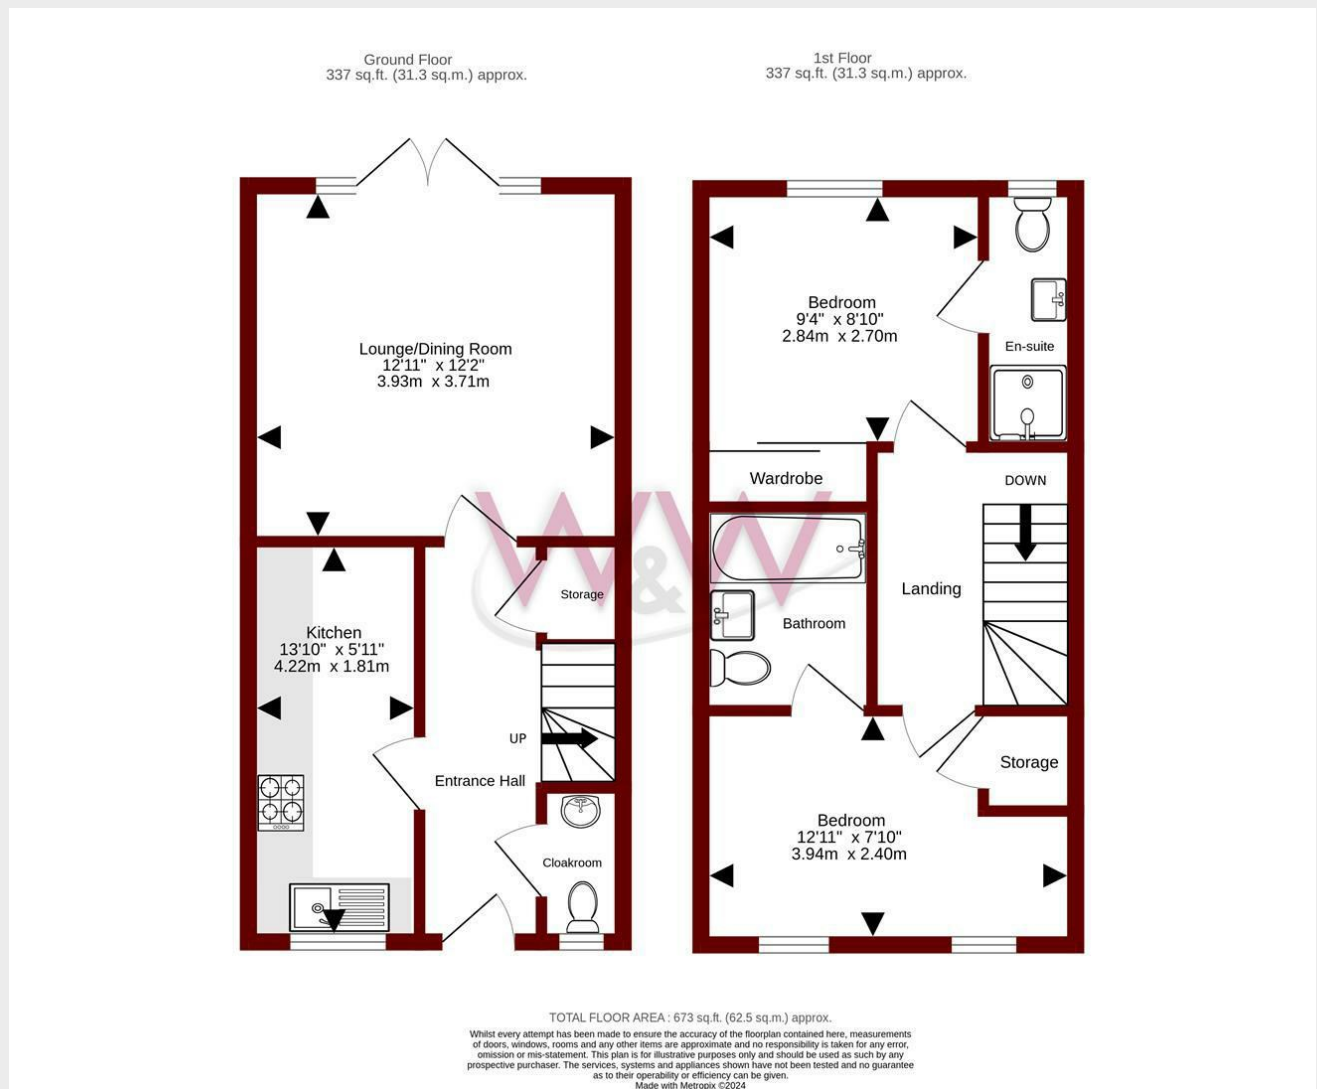 Ground Floor
337 sq.ft. (31.3 sq.m.) approx.
Lounge/Dining Room
12'11" x 12'2"
3.93m x 3.71m
W&W
Storage
Kitchen
13'10" x 5'11"
4.22m x 1.81m
UP
Entrance Hall
Cloakroom
1st Floor
337 sq.ft. (31.3 sq.m.) approx.
Bedroom
9'4" x 8'10"
2.84m x 2.70m
En-suite
Wardrobe
DOWN
Landing
Bathroom
Storage
Bedroom
12'11" x 7'10"
3.94m x 2.40m
TOTAL FLOOR AREA : 673 sq.ft. (62.5 sq.m.) approx.
Whilst every attempt has been made to ensure the accuracy of the floorplan contained here, measurements
of doors, windows, rooms and any other items are approximate and no responsibility is taken for any error,
omission or mis-statement. This plan is for illustrative purposes only and should be used as such by any
prospective purchaser. The services, systems and appliances shown have not been tested and no guarantee
as to their operability or efficiency can be given.
Made with Metropix ©2024